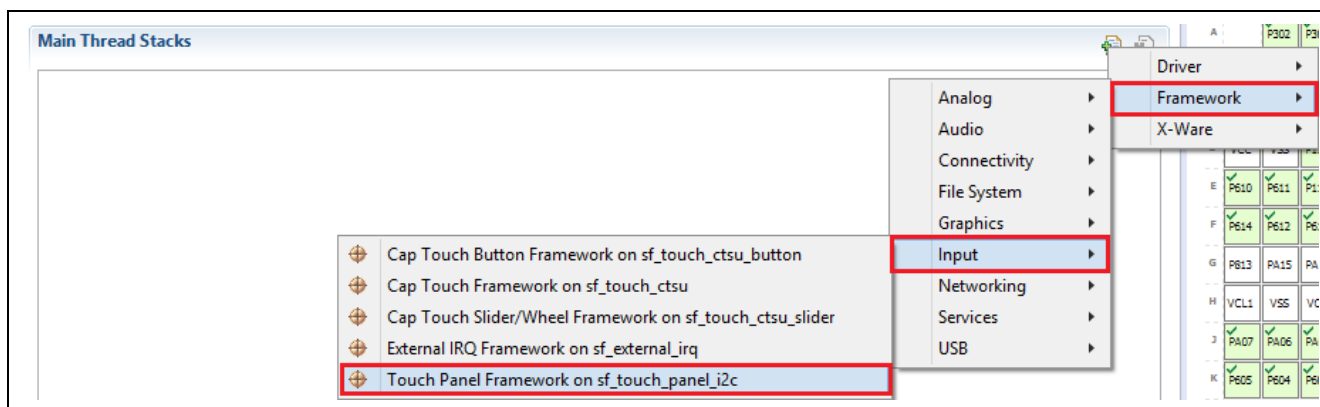 Main Thread Stacks
Driver
Framework
X-Ware
Analog
Audio
Connectivity
File System
Graphics
Input
Networking
Services
USB
Cap Touch Button Framework on sf_touch_ctsu_button
Cap Touch Framework on sf_touch_ctsu
Cap Touch Slider/Wheel Framework on sf_touch_ctsu_slider
External IRQ Framework on sf_external_irq
Touch Panel Framework on sf_touch_panel_i2c
A P302
E P610 P611
F P614 P612
G P813 PA15
H VCL1 VSS
J PA07 PA06
K P605 P604